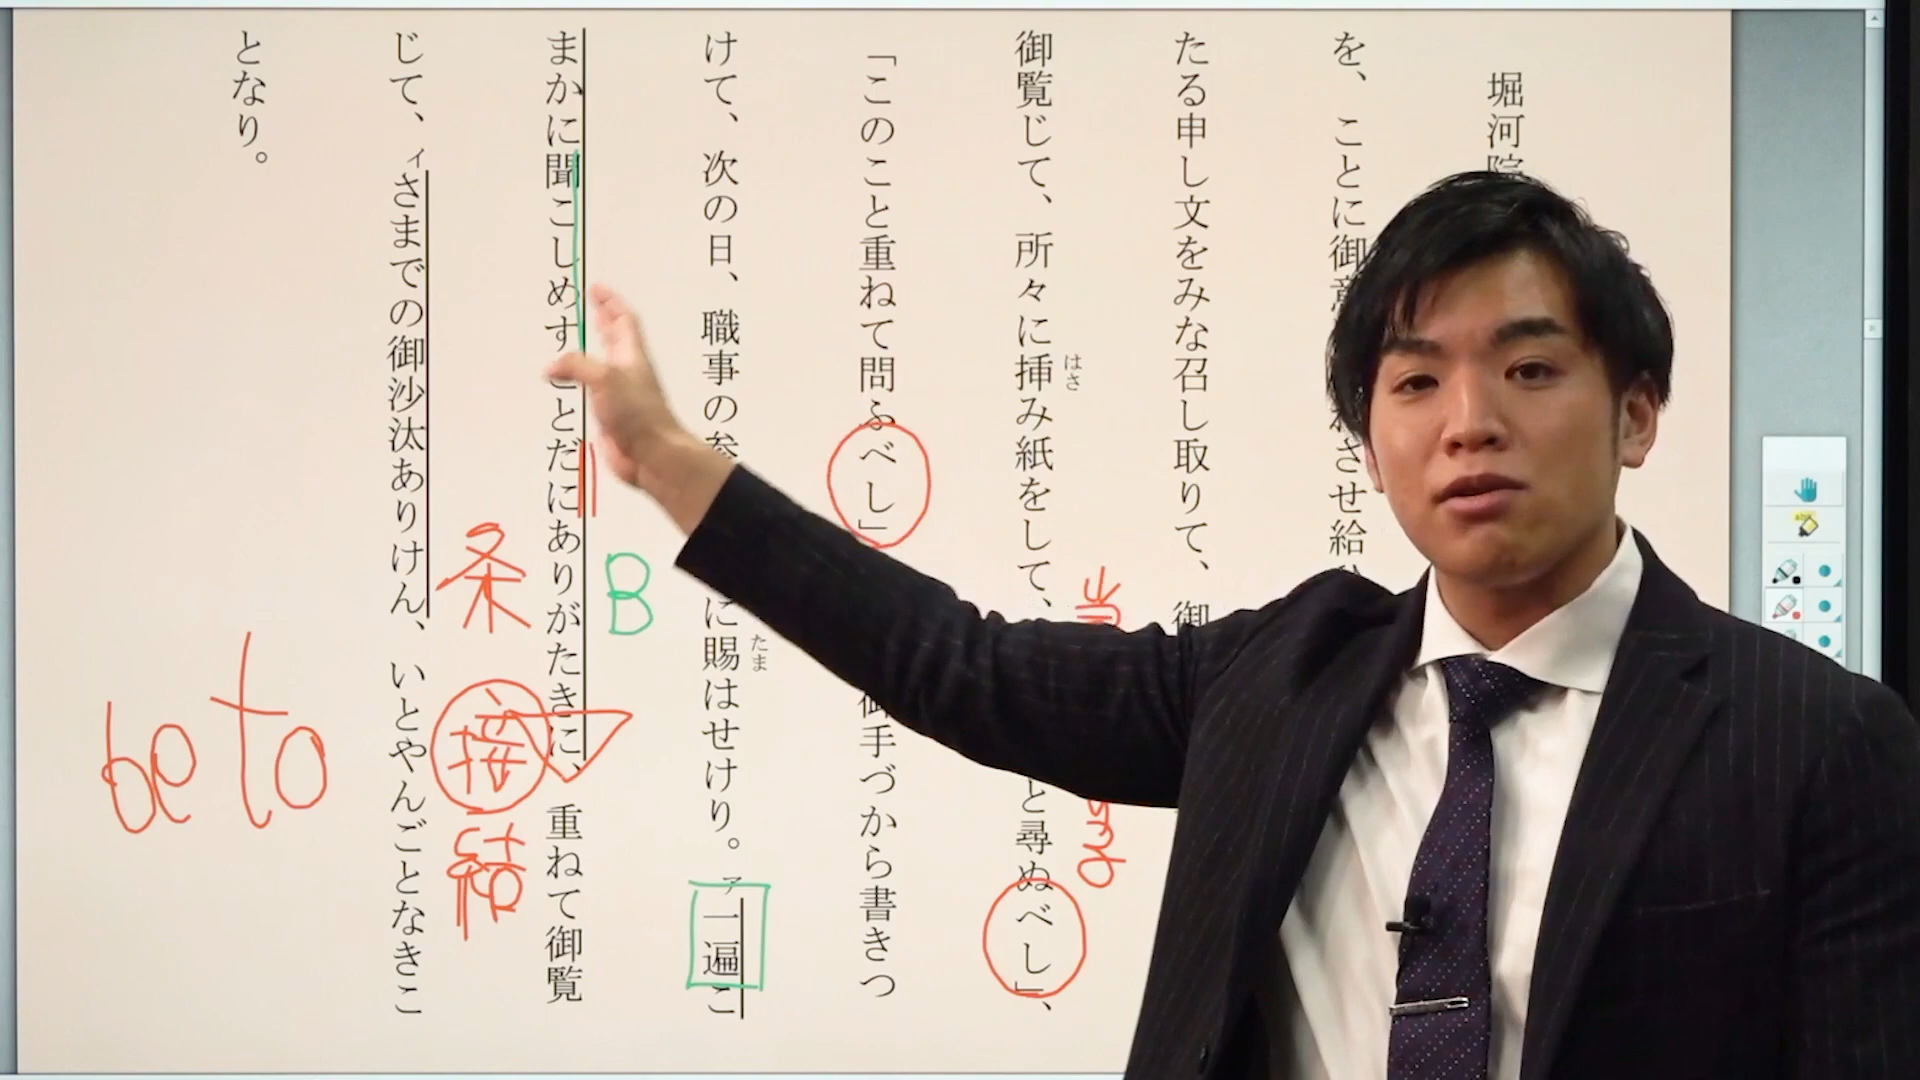 堀河院
を、ことに御意 させ給
たる申し文をみな召し取りて、御
御覧じて、所々に挿み紙をして、 と尋ぬべし」、
はさ
「このこと重ねて問ふべし」 御手づから書きつ
けて、次の日、職事の参 に賜はせけり。一遍こ
たま
ア
まかに聞こしめすことだにありがたきに、重ねて御覧
じて、さまでの御沙汰ありけん、いとやんごとなきこ
イ
となり。
B
条
接
結
be to